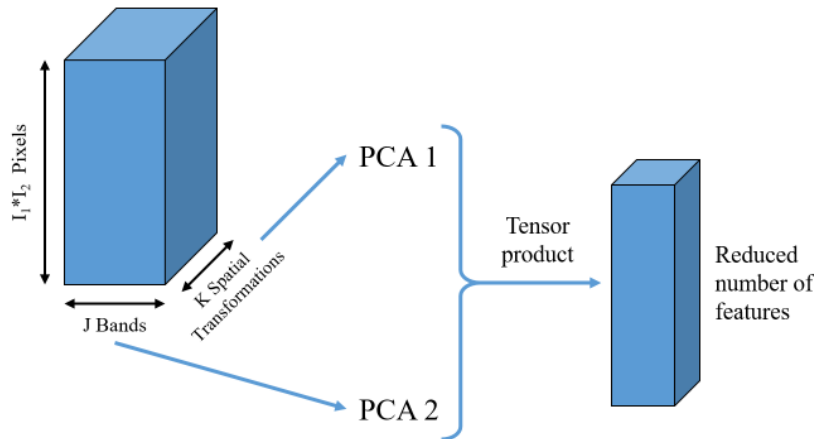 I₁*I₂ Pixels
J Bands
K Spatial
Transformations
PCA 1
PCA 2
Tensor
product
Reduced
number of
features